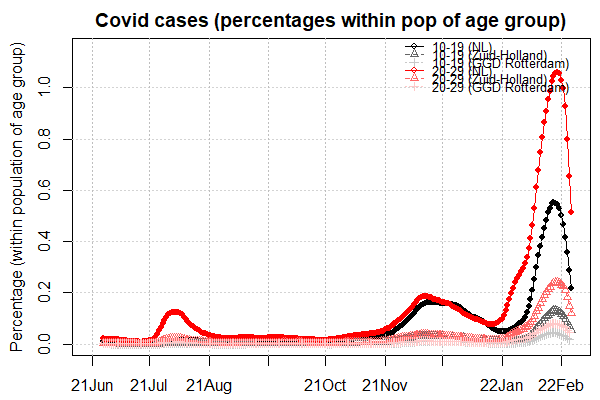 Covid cases (percentages within pop of age group)
Percentage (within population of age group)
1.0
0.8
0.6
0.4
0.2
0.0
10-19 (NL)
10-19 (Zuid-Holland)
10-19 (GGD Rotterdam)
20-29 (NL)
20-29 (Zuid-Holland)
20-29 (GGD Rotterdam)
21Jun 21Jul 21Aug 21Oct 21Nov 22Jan 22Feb